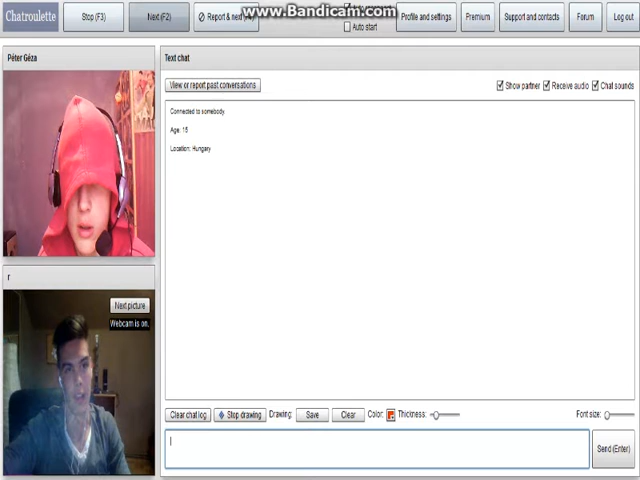 www.Bandicam.com
Chatroulette
Stop (F3)
Next (F2)
Report & next
Auto start
Profile and settings
Premium
Support and contacts
Forum
Log out
Péter Géza
Text chat
View or report past conversations
Show partner
Receive audio
Chat sounds
Connected to somebody.
Age: 15
Location: Hungary
r
Next picture
Webcam is on.
Clear chat log
Stop drawing
Drawing:
Save
Clear
Color:
Thickness:
Font size:
Send (Enter)